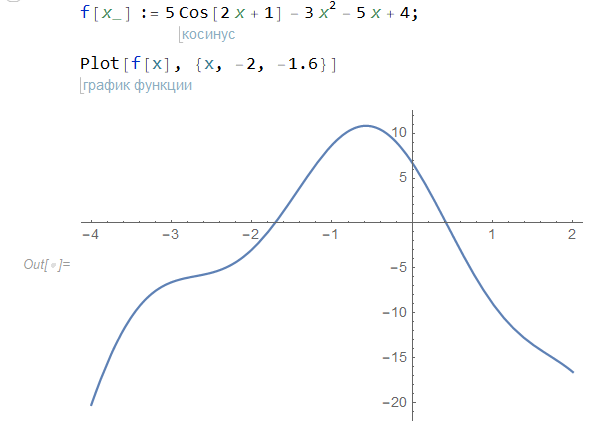 f[x_] := 5 Cos[2 x + 1] - 3 x² - 5 x + 4;
косинус
Plot[f[x], {x, -2, -1.6}]
график функции
10
5
-4 -3 -2 -1 1 2
Out[•]=
-5
-10
-15
-20